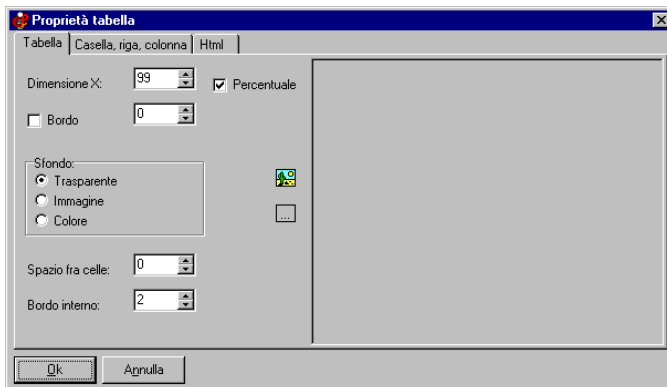 Proprietà tabella
Tabella Casella, riga, colonna Html
Dimensione X: 99 Percentuale
Bordo 0
Sfondo:
Trasparente
Immagine
...
Colore
Spazio fra celle: 0
Bordo interno: 2
Ok Annulla